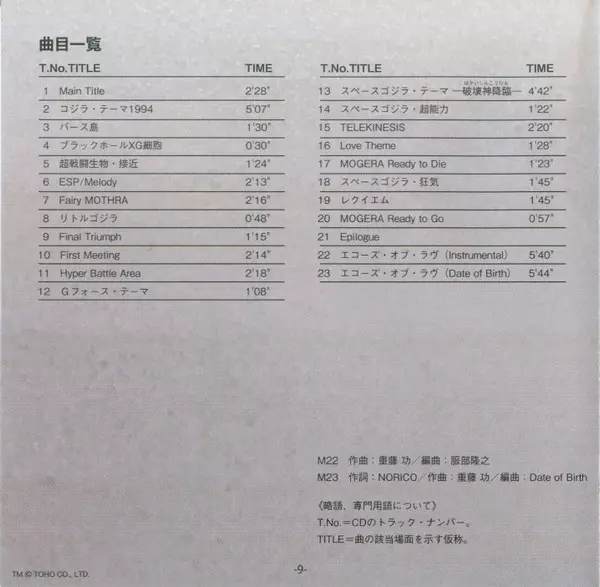 曲目一覧
T.No.TITLE TIME
1 Main Title 2'28"
2 ゴジラ・テーマ1994 5'07"
3 バース島 1'30"
4 ブラックホールXG細胞 0'30"
5 超戦闘生物・接近 1'24"
6 ESP/Melody 2'13"
7 Fairy MOTHRA 2'16"
8 リトルゴジラ 0'48"
9 Final Triumph 1'15"
10 First Meeting 2'14"
11 Hyper Battle Area 2'18"
12 Gフォース・テーマ 1'08"
T.No.TITLE TIME
はかいしんこうりん
13 スペースゴジラ・テーマ ―破壊神降臨― 4'42"
14 スペースゴジラ・超能力 1'22"
15 TELEKINESIS 2'20"
16 Love Theme 1'28"
17 MOGERA Ready to Die 1'23"
18 スペースゴジラ・狂気 1'45"
19 レクイエム 1'45"
20 MOGERA Ready to Go 0'57"
21 Epilogue
22 エコーズ・オブ・ラヴ (Instrumental) 5'40"
23 エコーズ・オブ・ラヴ (Date of Birth) 5'44"
M22 作曲:重藤 功/編曲:服部隆之
M23 作詞:NORICO/作曲:重藤 功/編曲:Date of Birth
《略語、専門用語について》
T.No.=CDのトラック・ナンバー。
TITLE=曲の該当場面を示す仮称。
TM © TOHO CO., LTD.
-9-